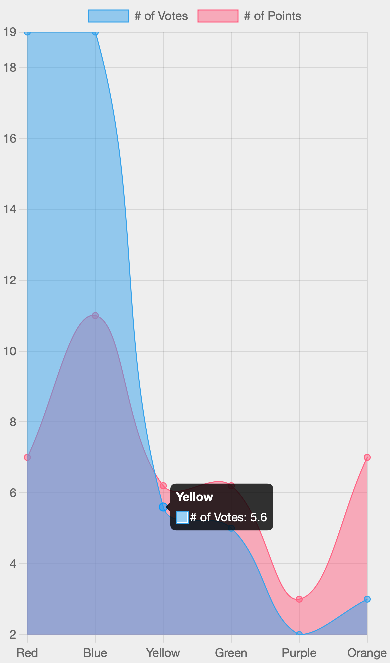 # of Votes # of Points
19
18
16
14
12
10
8
6
Yellow
# of Votes: 5.6
4
2
Red Blue Yellow Green Purple Orange